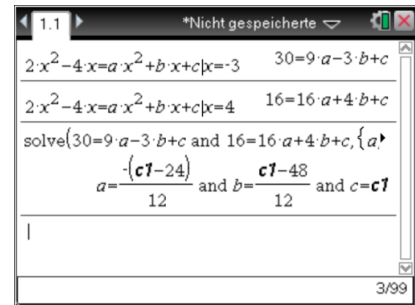 1.1 *Nicht gespeicherte
2·x²−4·x=a·x²+b·x+c|x=-3 30=9·a−3·b+c
2·x²−4·x=a·x²+b·x+c|x=4 16=16·a+4·b+c
solve(30=9·a−3·b+c and 16=16·a+4·b+c,{a
a=-(c1−24)/12 and b=c1−48/12 and c=c1
3/99